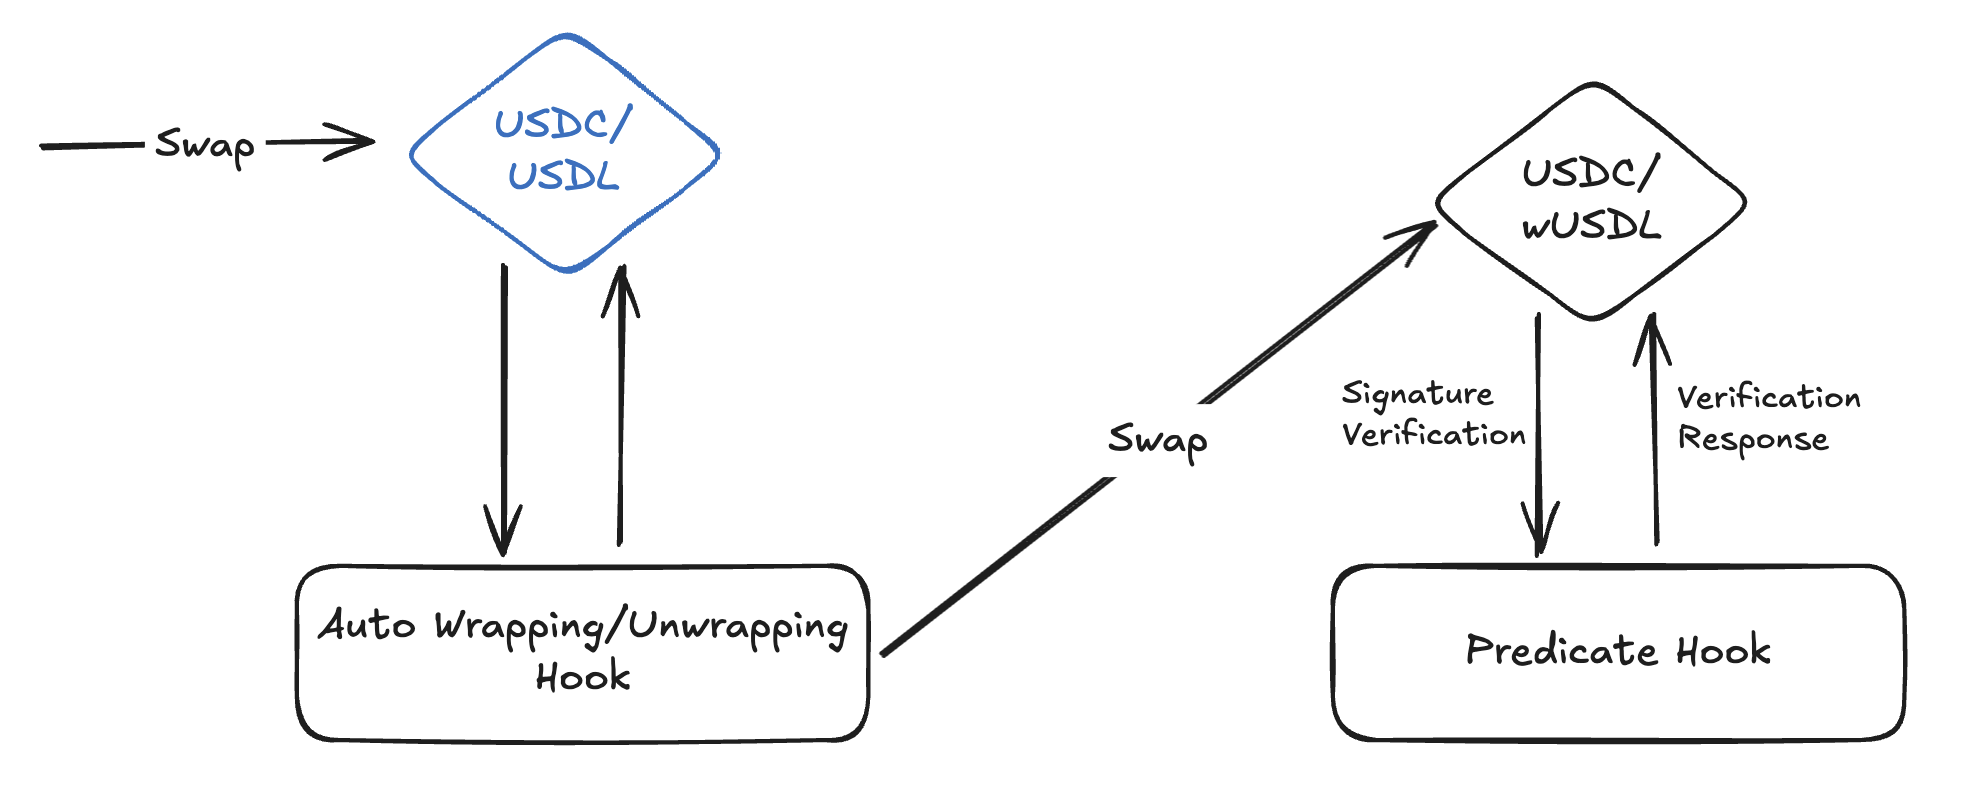 Swap
USDC/
USDL
Auto Wrapping/Unwrapping
Hook
Swap
USDC/
wUSDL
Signature
Verification
Verification
Response
Predicate Hook